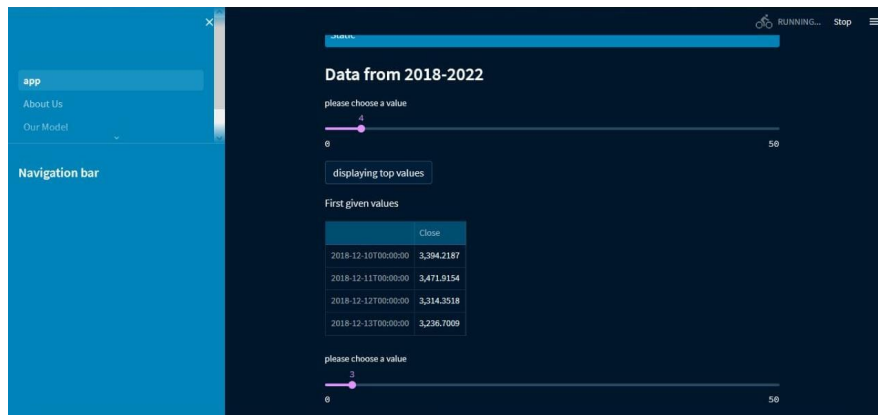 × RUNNING... Stop
Static
app
About Us
Our Model
Navigation bar
Data from 2018-2022
please choose a value
4
0 50
displaying top values
First given values
Close
2018-12-10T00:00:00 3,394.2187
2018-12-11T00:00:00 3,471.9154
2018-12-12T00:00:00 3,314.3518
2018-12-13T00:00:00 3,236.7009
please choose a value
3
0 50